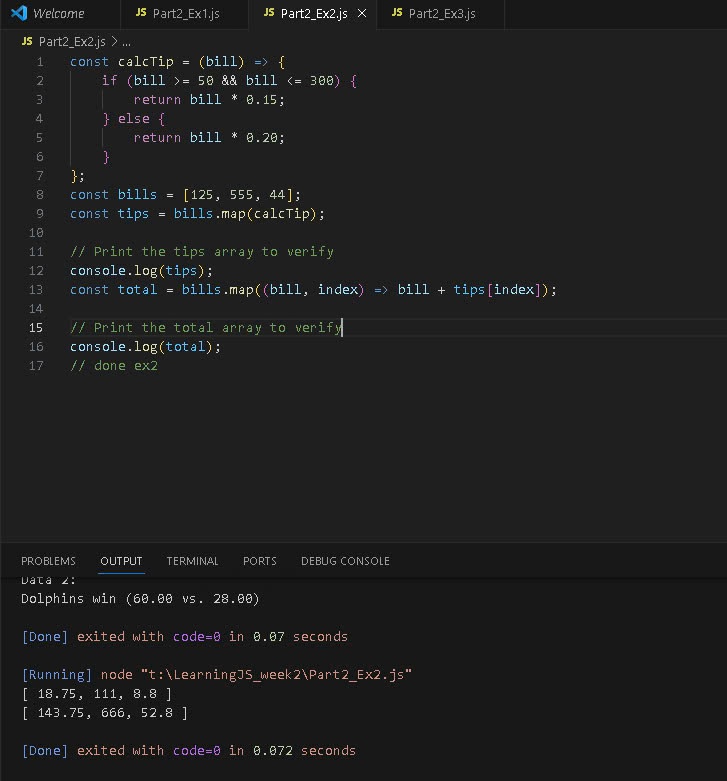 Welcome
JS Part2_Ex1.js
JS Part2_Ex2.js ×
JS Part2_Ex3.js
JS Part2_Ex2.js > ...
1 const calcTip = (bill) => {
2 if (bill >= 50 && bill <= 300) {
3 return bill * 0.15;
4 } else {
5 return bill * 0.20;
6 }
7 };
8 const bills = [125, 555, 44];
9 const tips = bills.map(calcTip);
10
11 // Print the tips array to verify
12 console.log(tips);
13 const total = bills.map((bill, index) => bill + tips[index]);
14
15 // Print the total array to verify
16 console.log(total);
17 // done ex2
PROBLEMS OUTPUT TERMINAL PORTS DEBUG CONSOLE
Data 2:
Dolphins win (60.00 vs. 28.00)
[Done] exited with code=0 in 0.07 seconds
[Running] node "t:\LearningJS_week2\Part2_Ex2.js"
[ 18.75, 111, 8.8 ]
[ 143.75, 666, 52.8 ]
[Done] exited with code=0 in 0.072 seconds